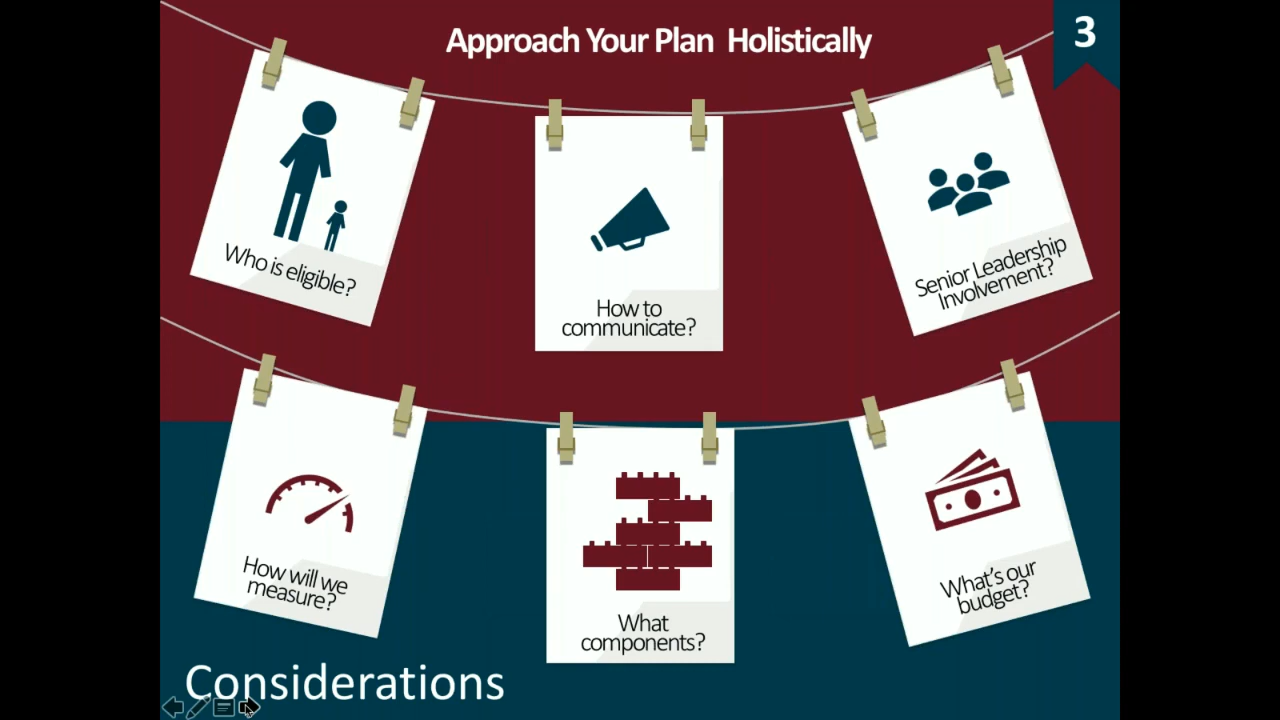 Approach Your Plan  Holistically
3
Who is eligible?
How to
communicate?
Senior Leadership
Involvement?
How will we
measure?
What
components?
What's our
budget?
Considerations